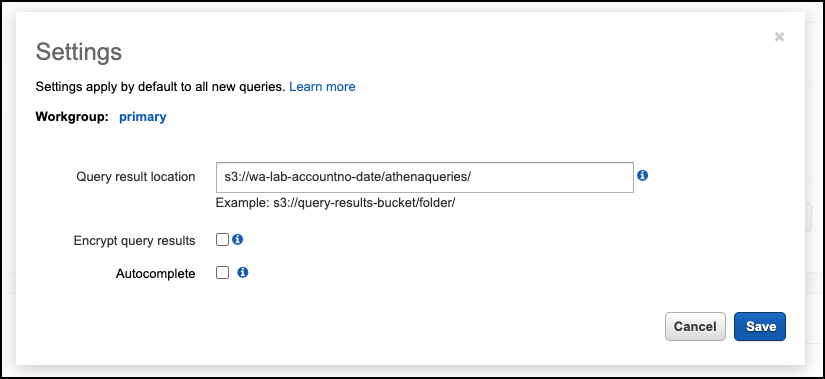 Settings
Settings apply by default to all new queries. Learn more
Workgroup: primary
Query result location s3://wa-lab-accountno-date/athenaqueries/
Example: s3://query-results-bucket/folder/
Encrypt query results
Autocomplete
Cancel Save